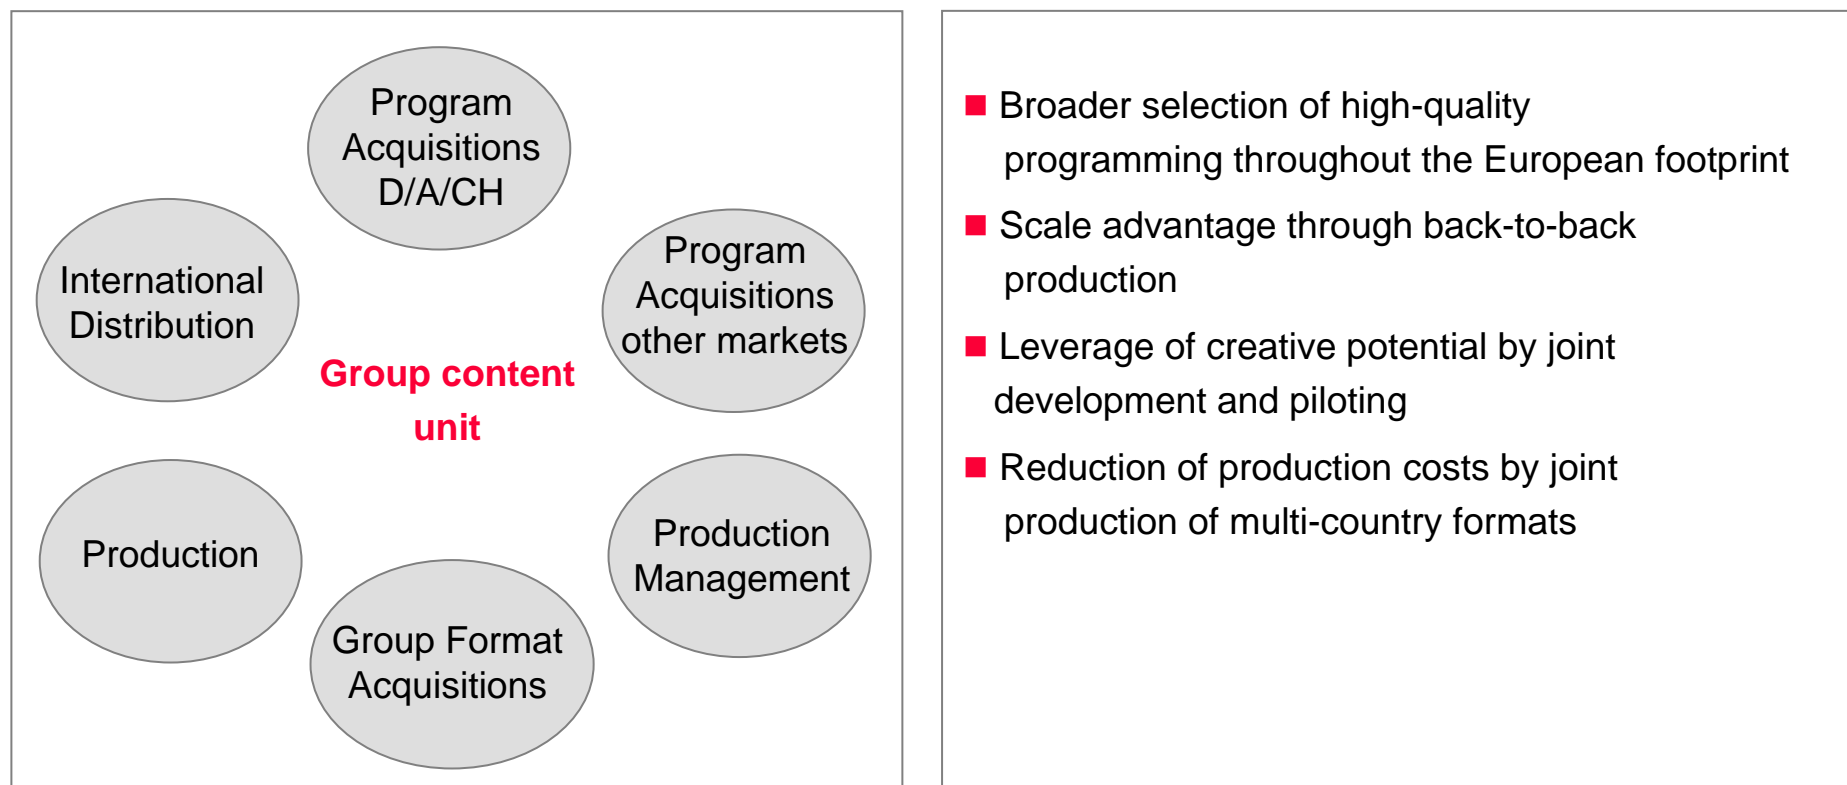 Program
Acquisitions
D/A/CH
Program
Acquisitions
other markets
International
Distribution
Group content
unit
Production
Production
Management
Group Format
Acquisitions
Broader selection of high-quality
programming throughout the European footprint
Scale advantage through back-to-back
production
Leverage of creative potential by joint
development and piloting
Reduction of production costs by joint
production of multi-country formats